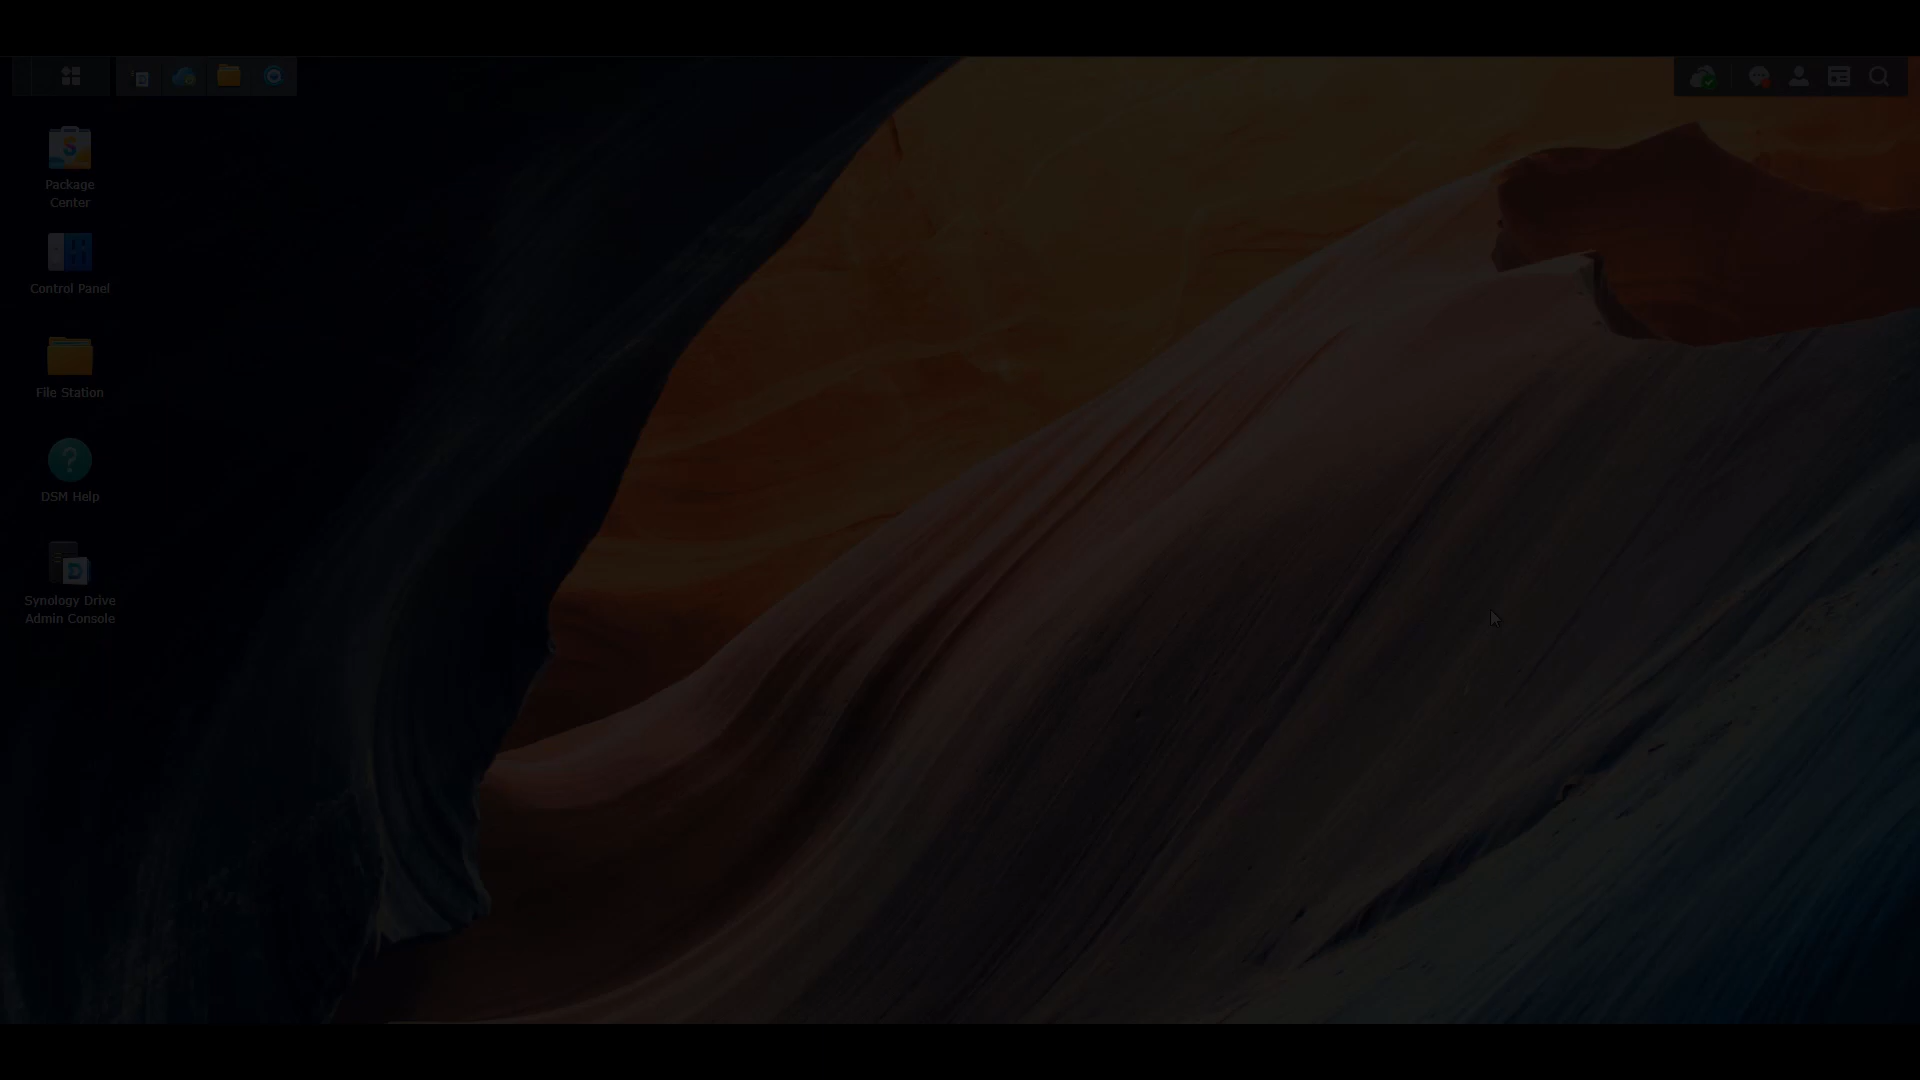 Package
Center
Control Panel
File Station
DSM Help
Synology Drive
Admin Console